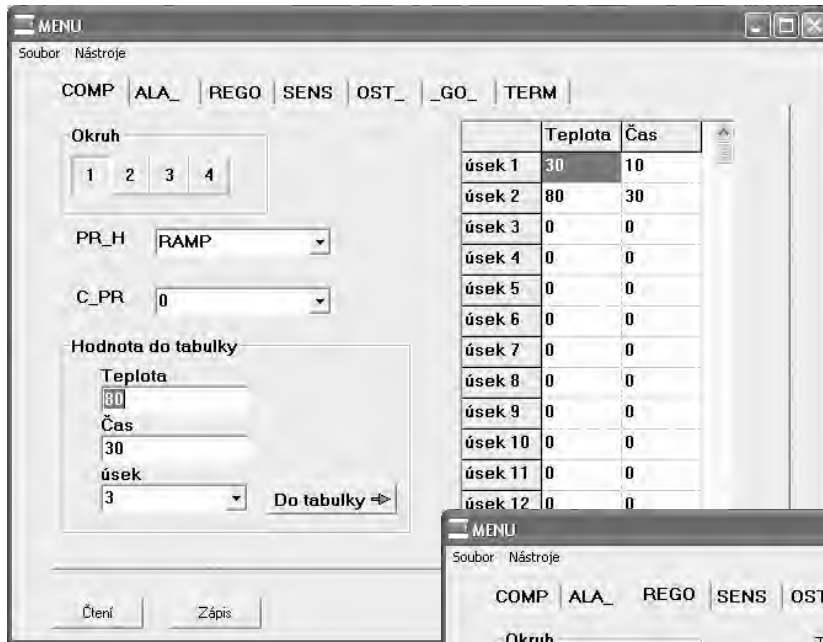 MENU
Soubor Nástroje
COMP ALA_ REGO SENS OST_ _GO_ TERM
Okruh
1 2 3 4
PR_H RAMP
C_PR 0
Hodnota do tabulky
Teplota
80
Čas
30
úsek
3 Do tabulky
Čtení Zápis
Teplota Čas
úsek 1 30 10
úsek 2 80 30
úsek 3 0 0
úsek 4 0 0
úsek 5 0 0
úsek 6 0 0
úsek 7 0 0
úsek 8 0 0
úsek 9 0 0
úsek 10 0 0
úsek 11 0 0
úsek 12 0 0
MENU
Soubor Nástroje
COMP ALA_ REGO SENS OST
Okruh